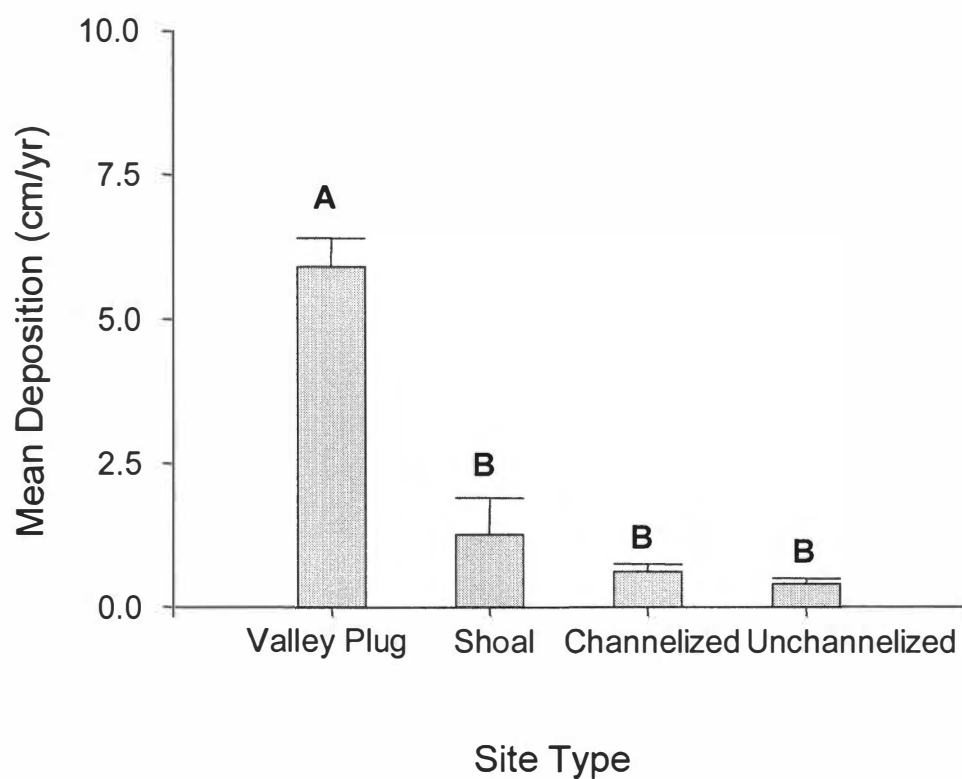 10.0
7.5
5.0
2.5
0.0
Mean Deposition (cm/yr)
A
B
B
B
Valley Plug Shoal Channelized Unchannelized
Site Type